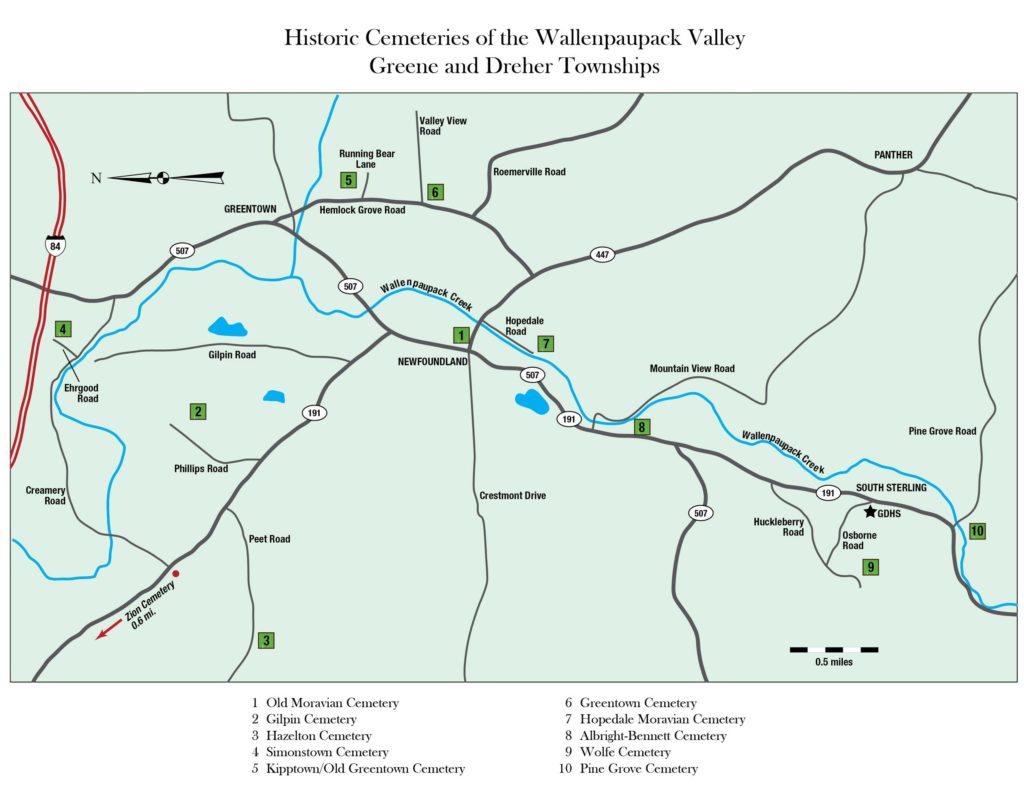 Historic Cemeteries of the Wallenpaupack Valley
Greene and Dreher Townships
Valley View
Road
Running Bear
Lane
5
6
Roemerville Road
PANTHER
N
GREENTOWN
Hemlock Grove Road
84
507
447
507
Wallenpaupack Creek
4
1
Hopedale
Road
7
Gilpin Road
NEWFOUNDLAND
507
Mountain View Road
Ehrgood
Road
2
191
191
8
Pine Grove Road
Wallenpaupack
Creek
Phillips Road
Creamery
Road
Crestmont Drive
191
SOUTH STERLING
507
GDHS
Huckleberry
Road
Osborne
Road
10
Peet Road
9
Zion Cemetery
0.6 mi.
3
0.5 miles
1 Old Moravian Cemetery
2 Gilpin Cemetery
3 Hazelton Cemetery
4 Simonstown Cemetery
5 Kipptown/Old Greentown Cemetery
6 Greentown Cemetery
7 Hopedale Moravian Cemetery
8 Albright-Bennett Cemetery
9 Wolfe Cemetery
10 Pine Grove Cemetery